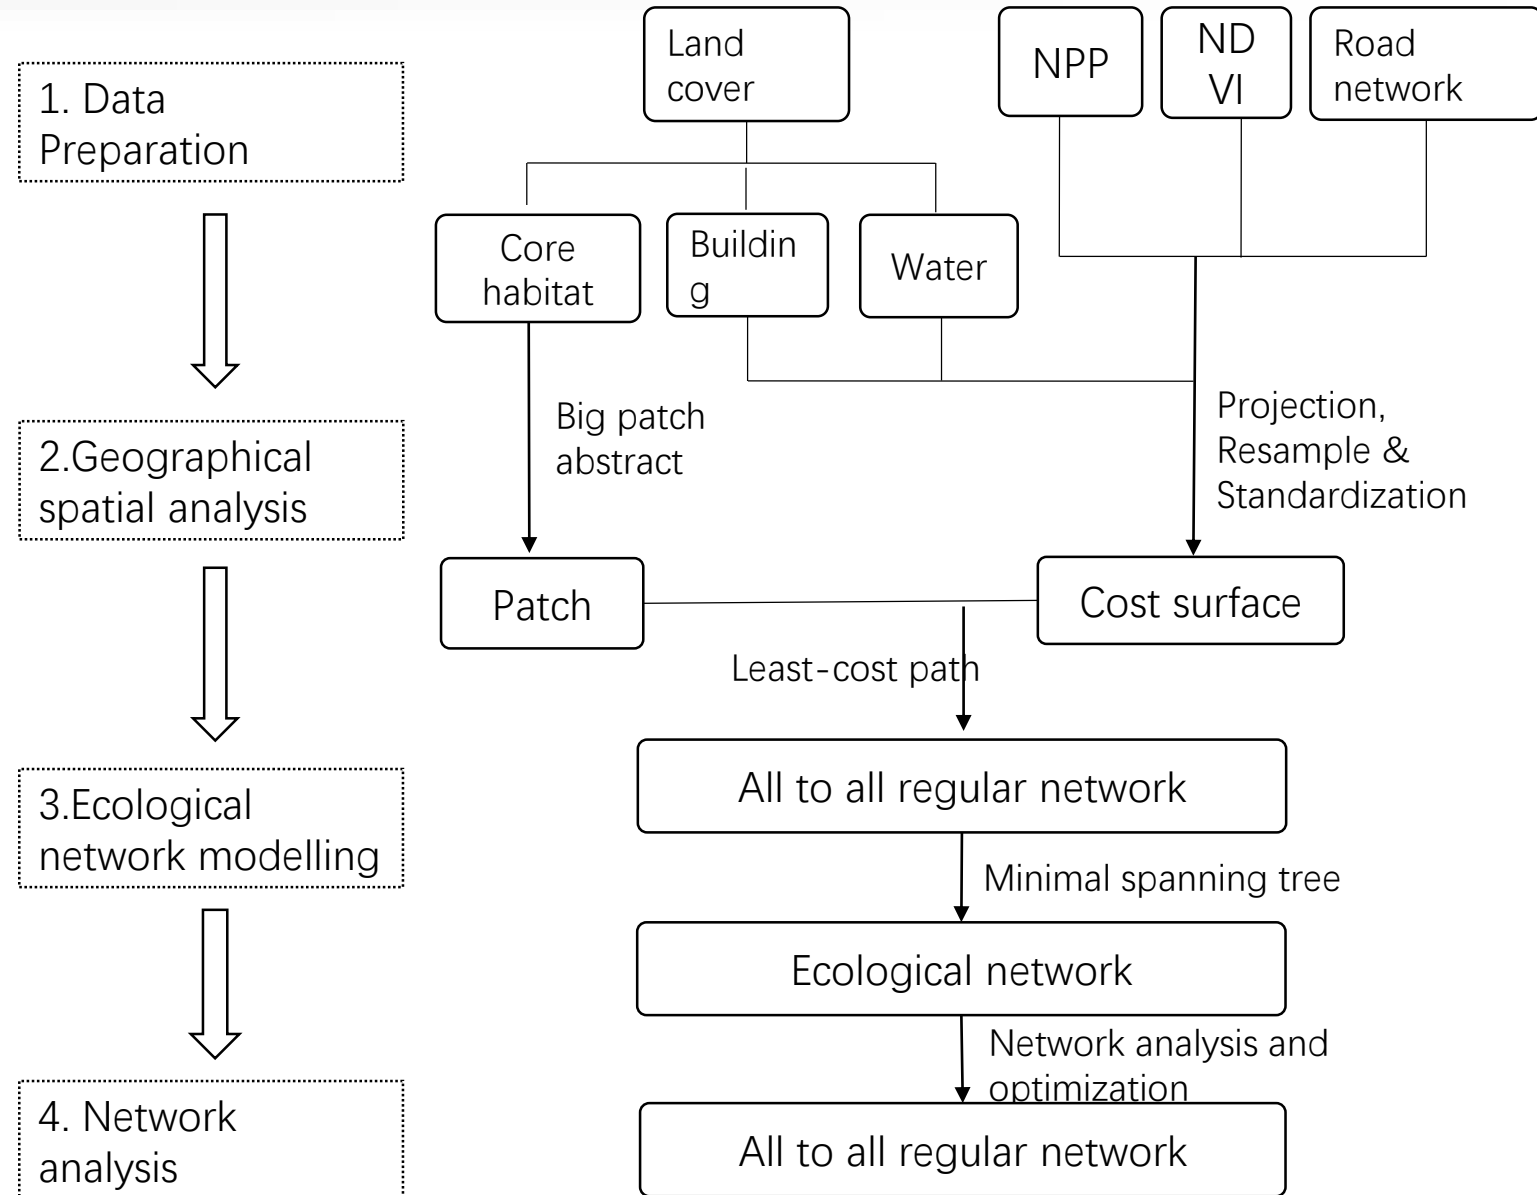 Land
cover
NPP
ND
VI
Road
network
1. Data
Preparation
Core
habitat
Buildin
g
Water
Big patch
abstract
Projection,
Resample &
Standardization
2.Geographical
spatial analysis
Patch
Cost surface
Least-cost path
All to all regular network
3.Ecological
network modelling
Minimal spanning tree
Ecological network
Network analysis and
optimization
4. Network
analysis
All to all regular network